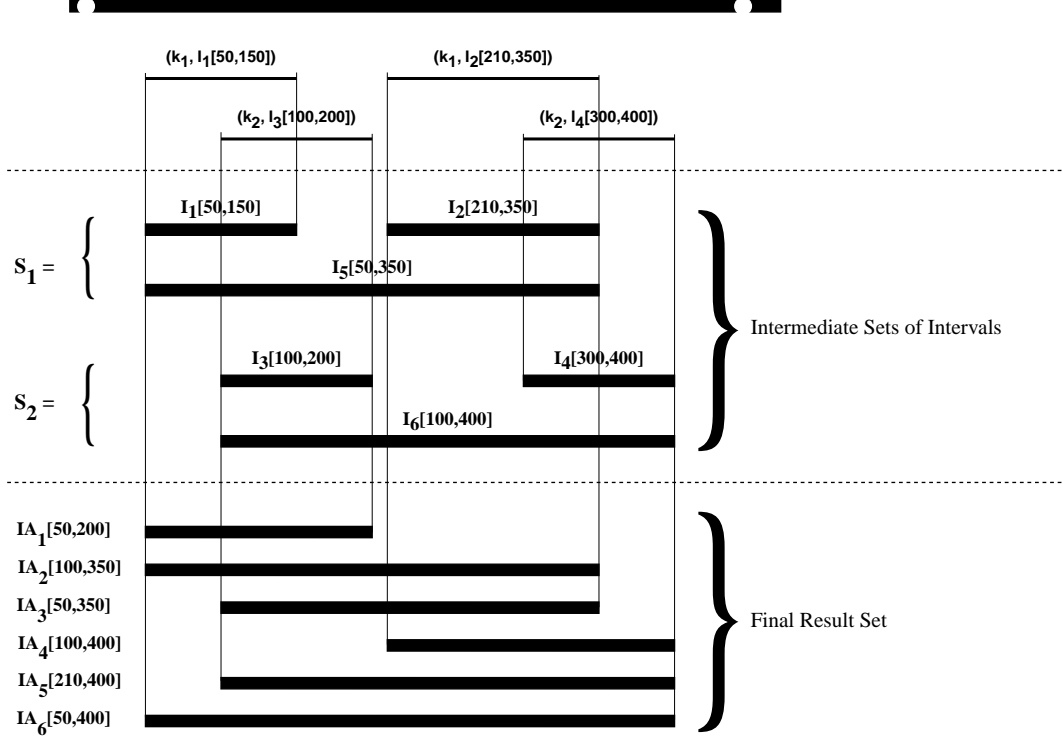 (k1, I1[50,150])
(k1, I2[210,350])
(k2, I3[100,200])
(k2, I4[300,400])
I1[50,150]
I2[210,350]
S1 =
I5[50,350]
Intermediate Sets of Intervals
I3[100,200]
I4[300,400]
S2 =
I6[100,400]
IA1[50,200]
IA2[100,350]
IA3[50,350]
Final Result Set
IA4[100,400]
IA5[210,400]
IA6[50,400]